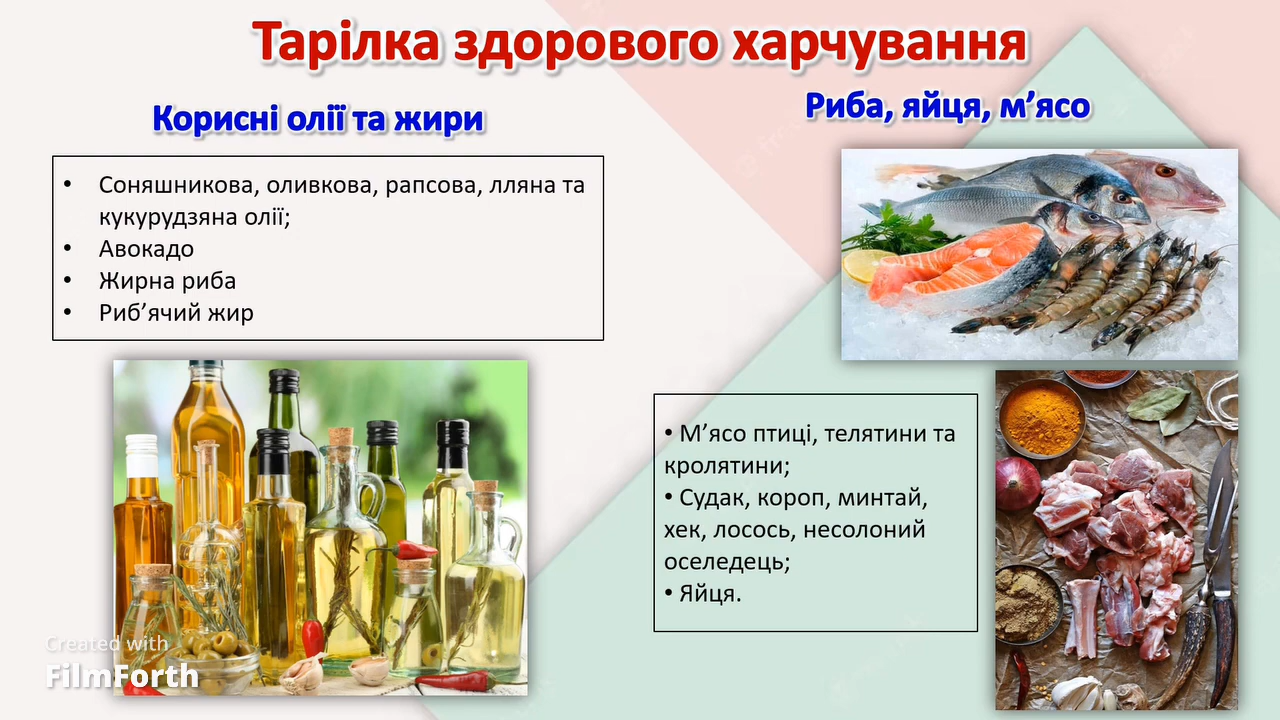 Тарілка здорового харчування
Корисні олії та жири
• Соняшникова, оливкова, рапсова, лляна та
кукурудзяна олії;
• Авокадо
• Жирна риба
• Риб’ячий жир
Риба, яйця, м’ясо
• М’ясо птиці, телятини та
кролятини;
• Судак, короп, минтай,
хек, лосось, несолоний
оселедець;
• Яйця.
Created with
FilmForth